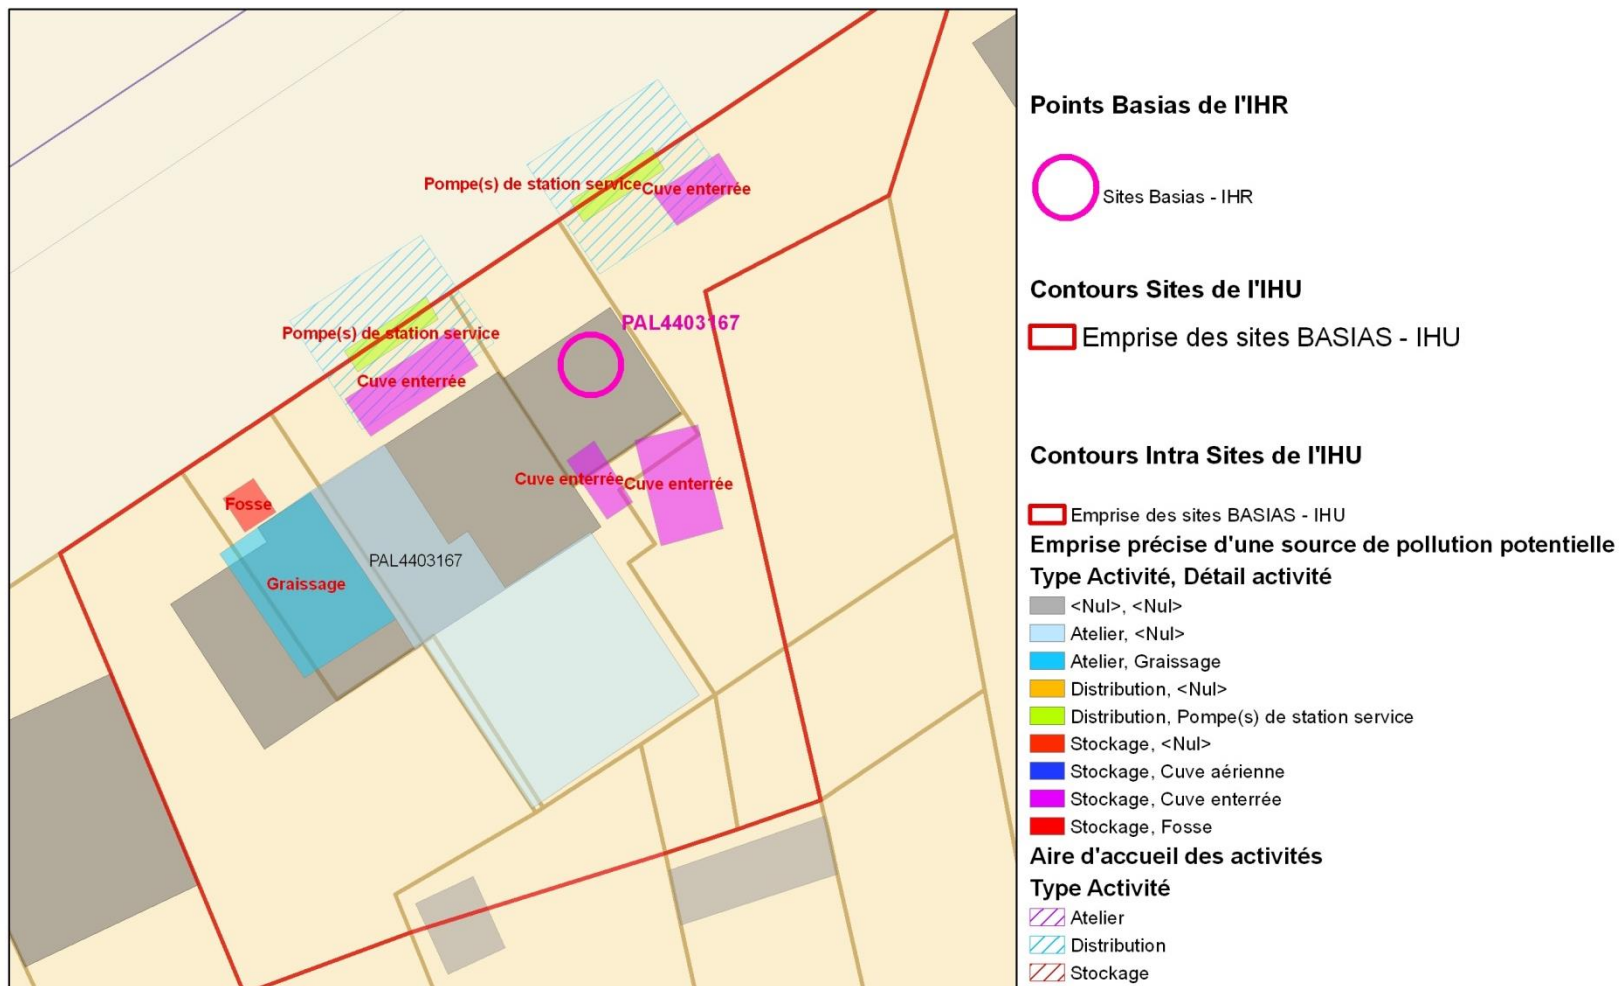 Pompe(s) de station service
Cuve enterrée
Pompe(s) de station service
Cuve enterrée
PAL4403167
Cuve enterrée
Cuve enterrée
Fosse
Graissage
PAL4403167
Points Basias de l'IHR
Sites Basias - IHR
Contours Sites de l'IHU
Emprise des sites BASIAS - IHU
Contours Intra Sites de l'IHU
Emprise des sites BASIAS - IHU
Emprise précise d'une source de pollution potentielle
Type Activité, Détail activité
<Nul>, <Nul>
Atelier, <Nul>
Atelier, Graissage
Distribution, <Nul>
Distribution, Pompe(s) de station service
Stockage, <Nul>
Stockage, Cuve aérienne
Stockage, Cuve enterrée
Stockage, Fosse
Aire d'accueil des activités
Type Activité
Atelier
Distribution
Stockage